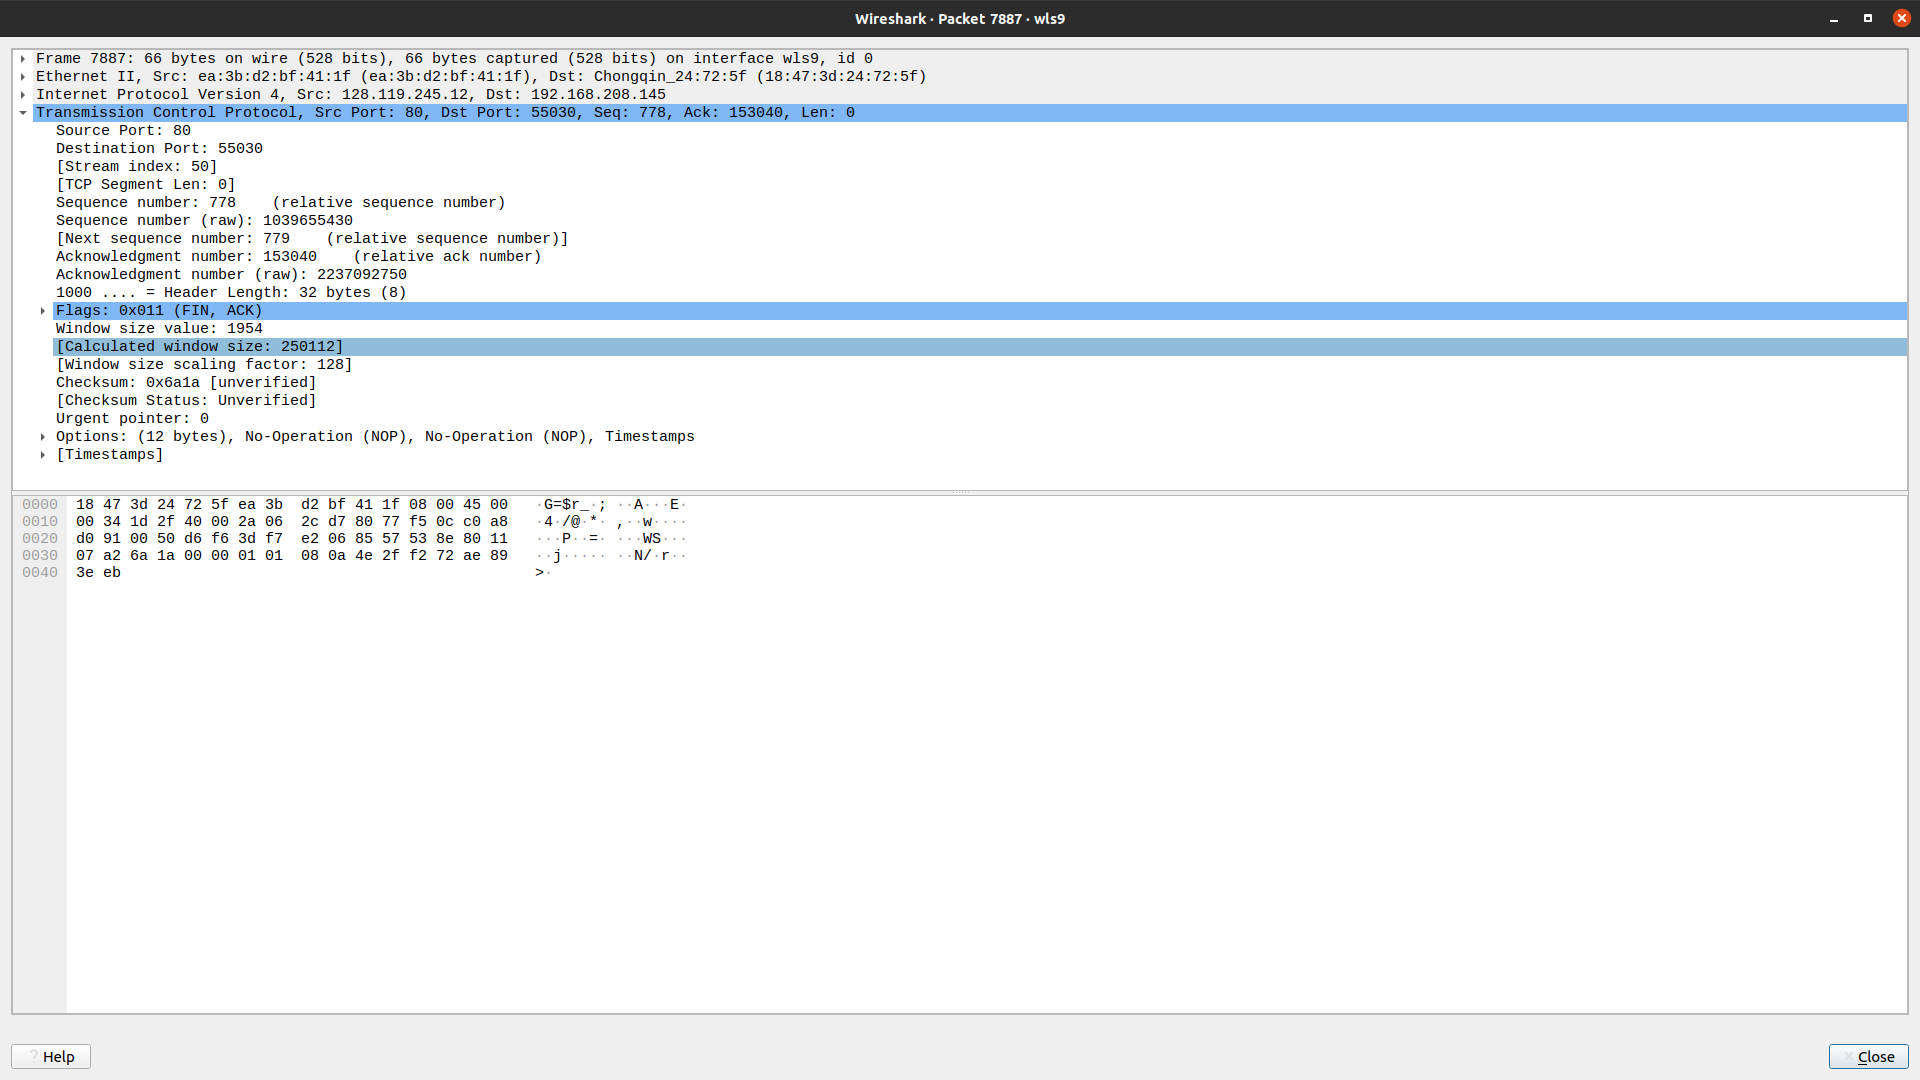 Wireshark · Packet 7887 · wls9
Frame 7887: 66 bytes on wire (528 bits), 66 bytes captured (528 bits) on interface wls9, id 0
Ethernet II, Src: ea:3b:d2:bf:41:1f (ea:3b:d2:bf:41:1f), Dst: Chongqin_24:72:5f (18:47:3d:24:72:5f)
Internet Protocol Version 4, Src: 128.119.245.12, Dst: 192.168.208.145
Transmission Control Protocol, Src Port: 80, Dst Port: 55030, Seq: 778, Ack: 153040, Len: 0
Source Port: 80
Destination Port: 55030
[Stream index: 50]
[TCP Segment Len: 0]
Sequence number: 778    (relative sequence number)
Sequence number (raw): 1039655430
[Next sequence number: 779    (relative sequence number)]
Acknowledgment number: 153040    (relative ack number)
Acknowledgment number (raw): 2237092750
1000 .... = Header Length: 32 bytes (8)
Flags: 0x011 (FIN, ACK)
Window size value: 1954
[Calculated window size: 250112]
[Window size scaling factor: 128]
Checksum: 0x6a1a [unverified]
[Checksum Status: Unverified]
Urgent pointer: 0
Options: (12 bytes), No-Operation (NOP), No-Operation (NOP), Timestamps
[Timestamps]
0000  18 47 3d 24 72 5f ea 3b  d2 bf 41 1f 08 00 45 00   ·G=$r_·; ··A···E·
0010  00 34 1d 2f 40 00 2a 06  2c d7 80 77 f5 0c c0 a8   ·4·/@·*· ,··w····
0020  d0 91 00 50 d6 f6 3d f7  e2 06 85 57 53 8e 80 11   ···P··=· ···WS···
0030  07 a2 6a 1a 00 00 01 01  08 0a 4e 2f f2 72 ae 89   ··j····· ··N/·r··
0040  3e eb   >·
Help
Close